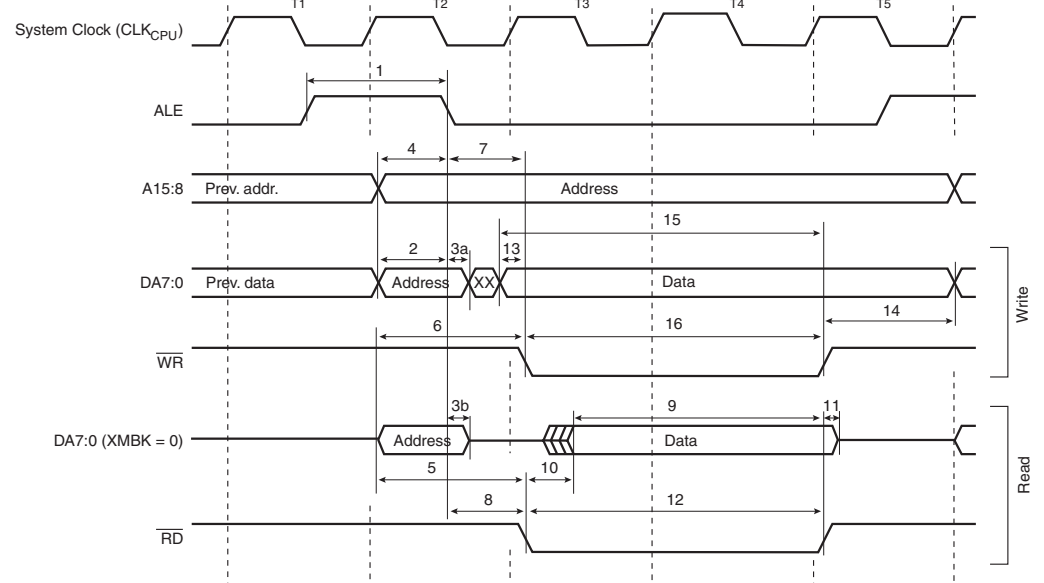 T1 T2 T3 T4 T5
System Clock (CLKCPU)
1
ALE
4 7
A15:8 Prev. addr. Address
15
2 3a 13
DA7:0 Prev. data Address XX Data
14
6 16
Write
WR
3b 9 11
DA7:0 (XMBK = 0) Address Data
5 10
Read
8 12
RD